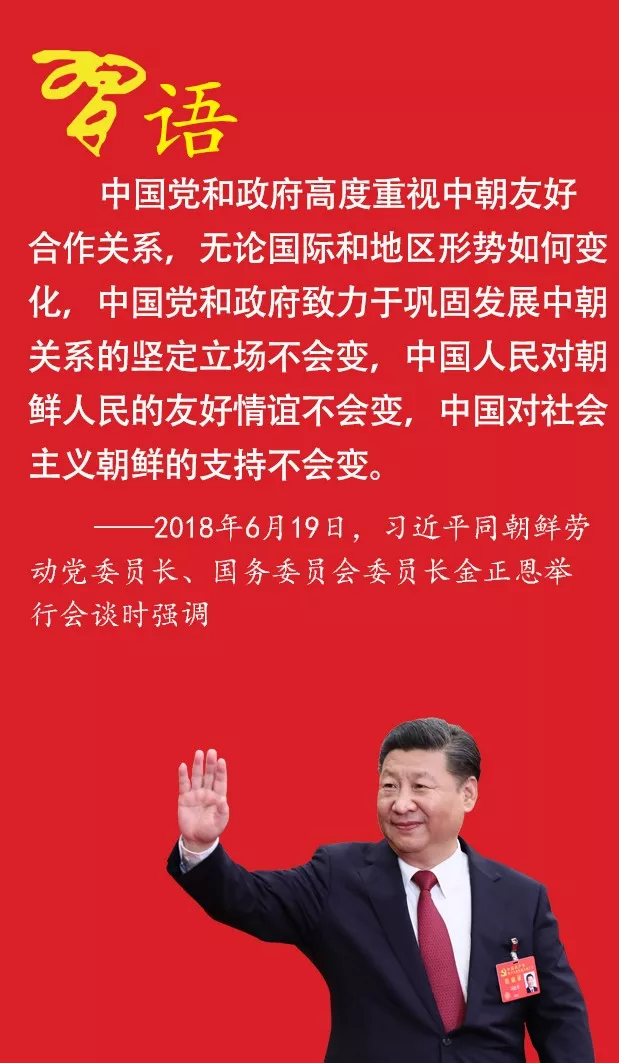 習语
中国党和政府高度重视中朝友好
合作关系，无论国际和地区形势如何变
化，中国党和政府致力于巩固发展中朝
关系的坚定立场不会变，中国人民对朝
鲜人民的友好情谊不会变，中国对社会
主义朝鲜的支持不会变。
——2018年6月19日，习近平同朝鲜劳
动党委员长、国务委员会委员长金正恩举
行会谈时强调